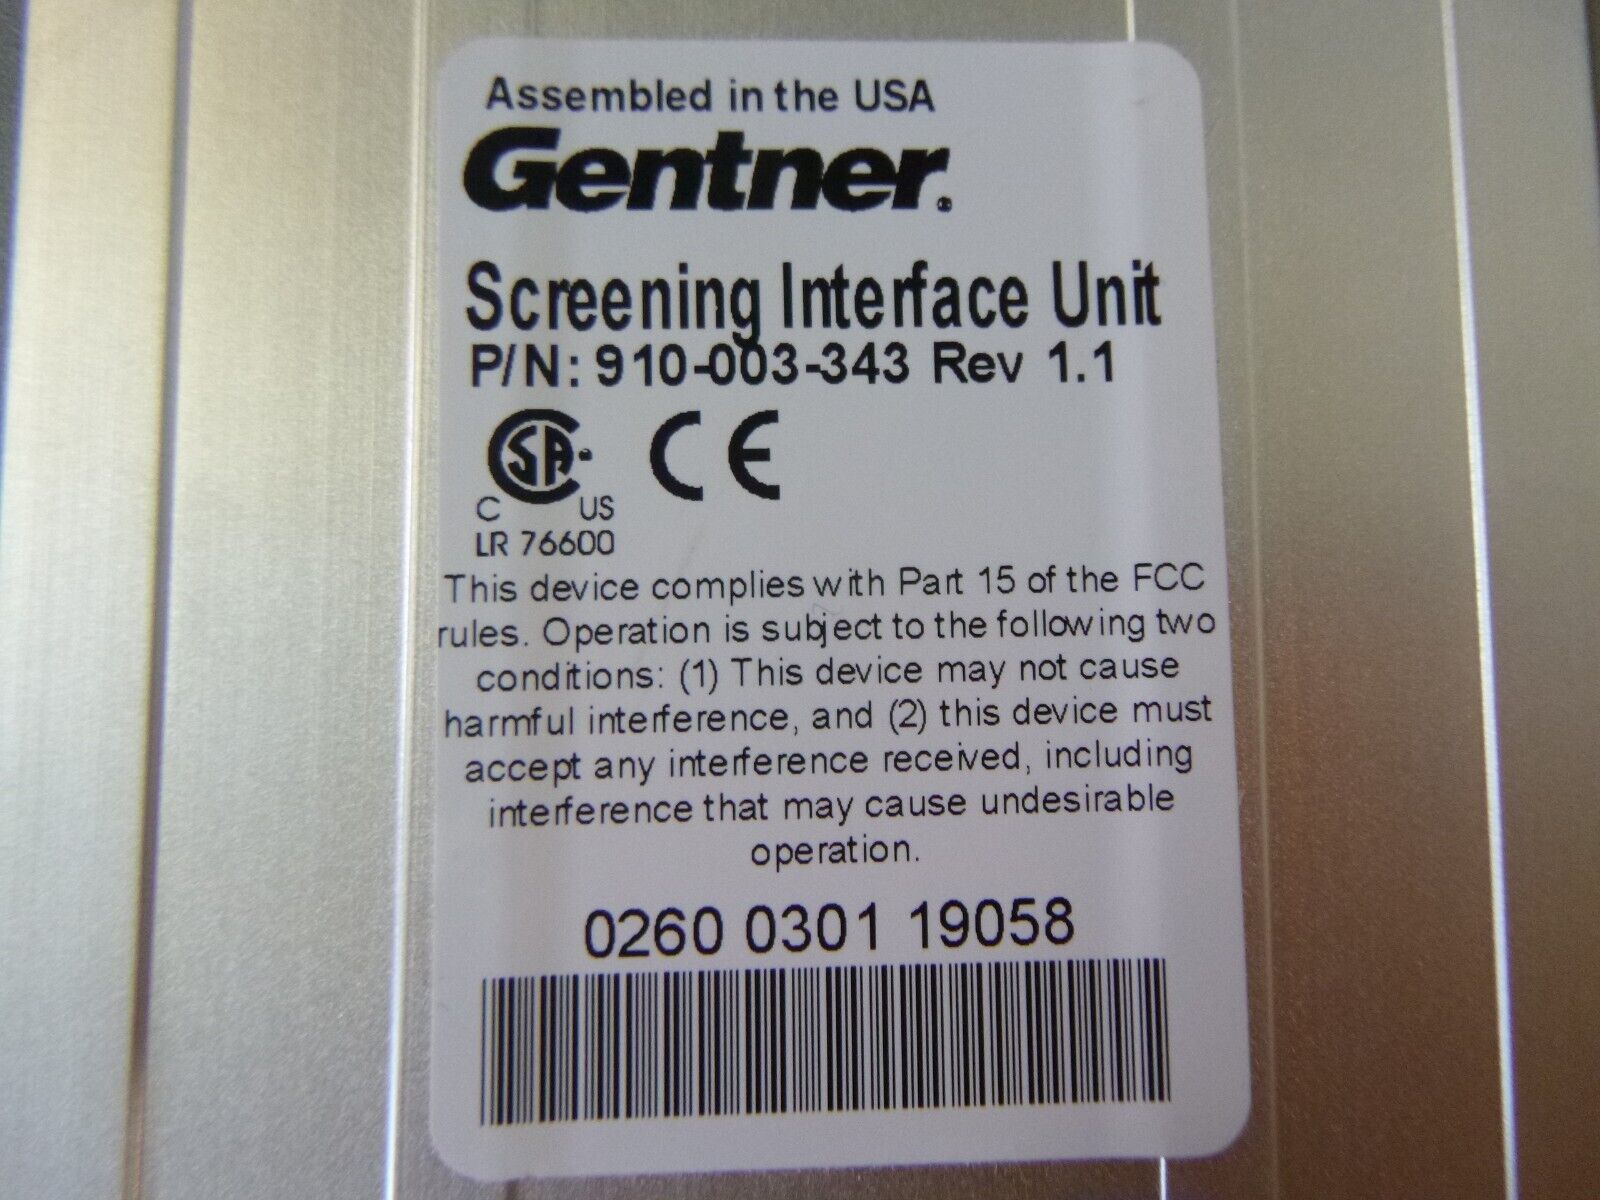 Assembled in the USA
Gentner®
Screening Interface Unit
P/N: 910-003-343 Rev 1.1
CSA® CE
C US
LR 76600
This device complies with Part 15 of the FCC
rules. Operation is subject to the following two
conditions: (1) This device may not cause
harmful interference, and (2) this device must
accept any interference received, including
interference that may cause undesirable
operation.
0260 0301 19058